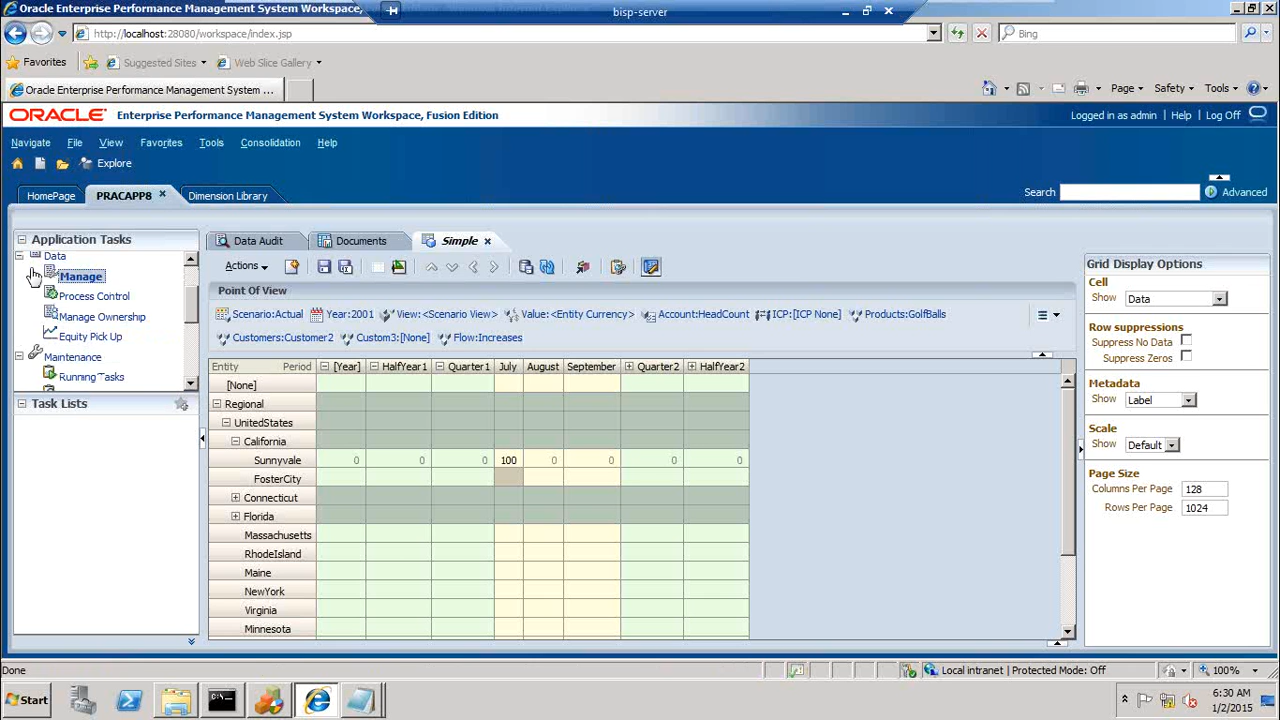 Oracle Enterprise Performance Management System Workspace,
bisp-server
Oracle Enterprise Performance Management System Workspace, Fusion Edition
http://localhost:28080/workspace/index.jsp
Bing
Favorites
Suggested Sites
Web Slice Gallery
Oracle Enterprise Performance Management System ...
Page
Safety
Tools
ORACLE
Enterprise Performance Management System Workspace, Fusion Edition
Logged in as admin
Help
Log Off
Navigate File View Favorites Tools Consolidation Help
Explore
HomePage
PRACAPP8
Dimension Library
Search
Advanced
Application Tasks
Data
Manage
Process Control
Manage Ownership
Equity Pick Up
Maintenance
Running Tasks
Task Lists
Data Audit
Documents
Simple
Actions
Point Of View
Scenario:Actual Year:2001 View: <Scenario View> Value: <Entity Currency> Account:HeadCount ICP:[ICP None] Products:GolfBalls
Customers:Customer2 Custom3:[None] Flow:Increases
Entity Period [Year] HalfYear1 Quarter1 July August September Quarter2 HalfYear2
[None]
Regional
UnitedStates
California
Sunnyvale 0 0 0 100 0 0 0 0
FosterCity
Connecticut
Florida
Massachusetts
RhodeIsland
Maine
NewYork
Virginia
Minnesota
Grid Display Options
Cell
Show Data
Row suppressions
Suppress No Data
Suppress Zeros
Metadata
Show Label
Scale
Show Default
Page Size
Columns Per Page 128
Rows Per Page 1024
Done
Local intranet | Protected Mode: Off
100%
Start
6:30 AM
1/2/2015